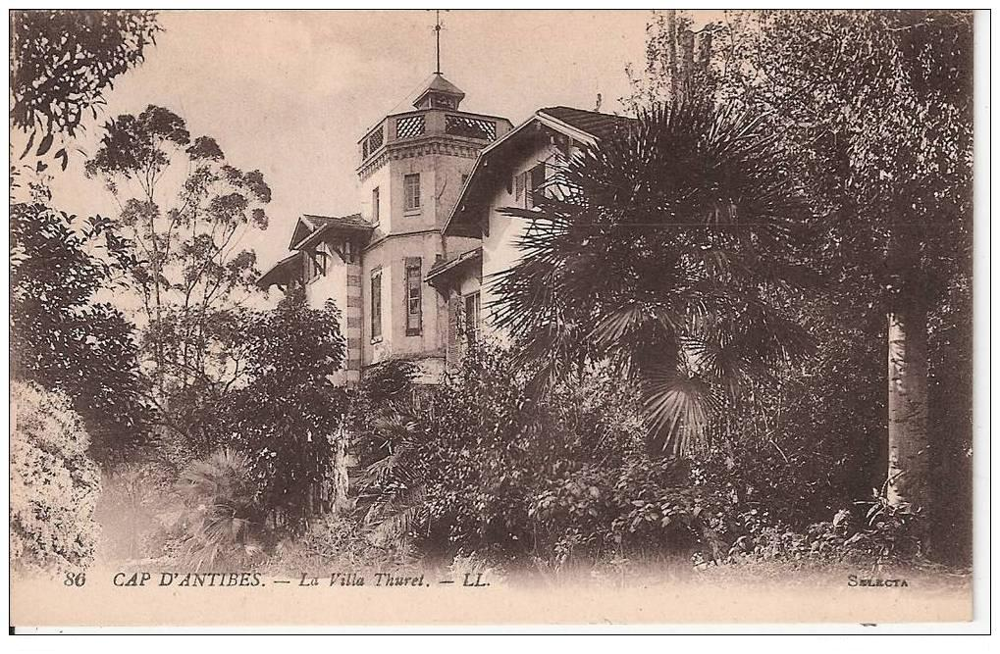 86 CAP D'ANTIBES. — La Villa Thuret. — LL. SELECTA